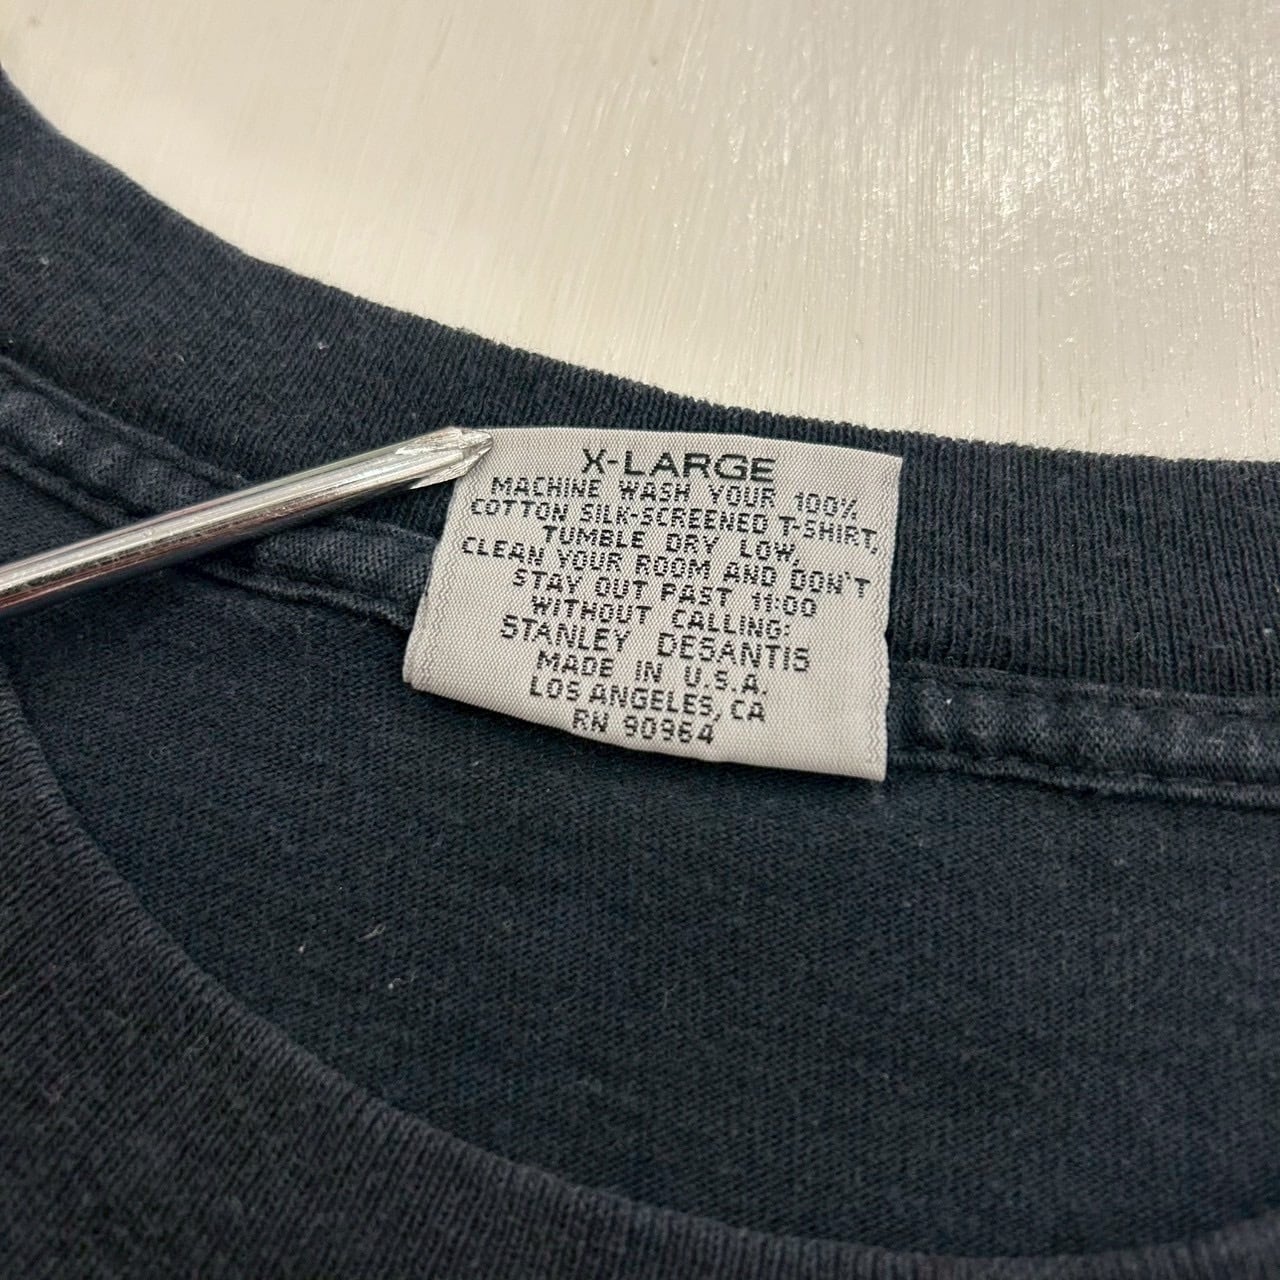 X-LARGE
MACHINE WASH YOUR 100%
COTTON SILK-SCREENED T-SHIRT,
TUMBLE DRY LOW,
CLEAN YOUR ROOM AND DON'T
STAY OUT PAST 11:00
WITHOUT CALLING:
STANLEY DESANTIS
MADE IN U.S.A.
LOS ANGELES, CA
RN 90964